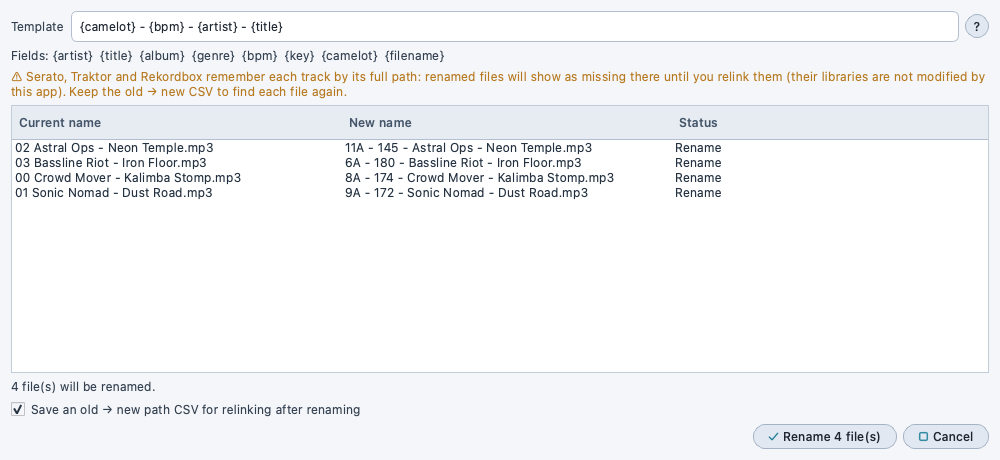 Template {camelot} - {bpm} - {artist} - {title} ?
Fields: {artist} {title} {album} {genre} {bpm} {key} {camelot} {filename}
⚠ Serato, Traktor and Rekordbox remember each track by its full path: renamed files will show as missing there until you relink them (their libraries are not modified by
this app). Keep the old → new CSV to find each file again.
Current name New name Status
02 Astral Ops - Neon Temple.mp3 11A - 145 - Astral Ops - Neon Temple.mp3 Rename
03 Bassline Riot - Iron Floor.mp3 6A - 180 - Bassline Riot - Iron Floor.mp3 Rename
00 Crowd Mover - Kalimba Stomp.mp3 8A - 174 - Crowd Mover - Kalimba Stomp.mp3 Rename
01 Sonic Nomad - Dust Road.mp3 9A - 172 - Sonic Nomad - Dust Road.mp3 Rename
4 file(s) will be renamed.
Save an old → new path CSV for relinking after renaming
Rename 4 file(s) Cancel